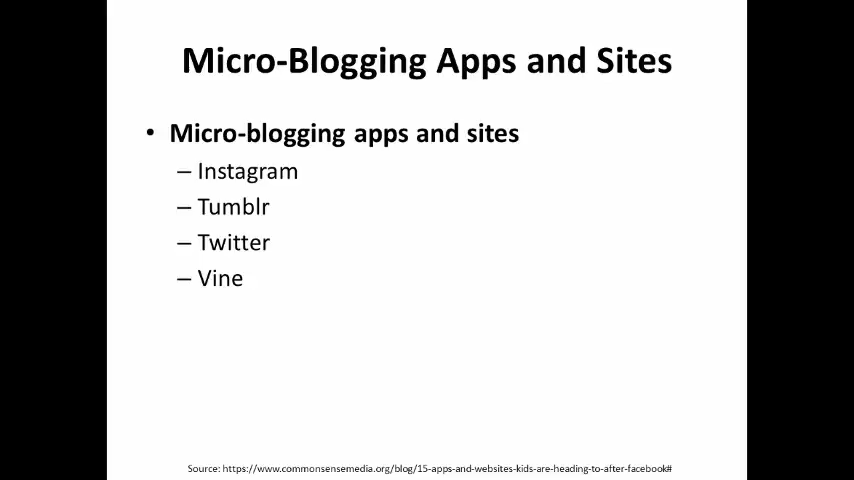 Micro-Blogging Apps and Sites
• Micro-blogging apps and sites
– Instagram
– Tumblr
– Twitter
– Vine
Source: https://www.commonsensemedia.org/blog/15-apps-and-websites-kids-are-heading-to-after-facebook#